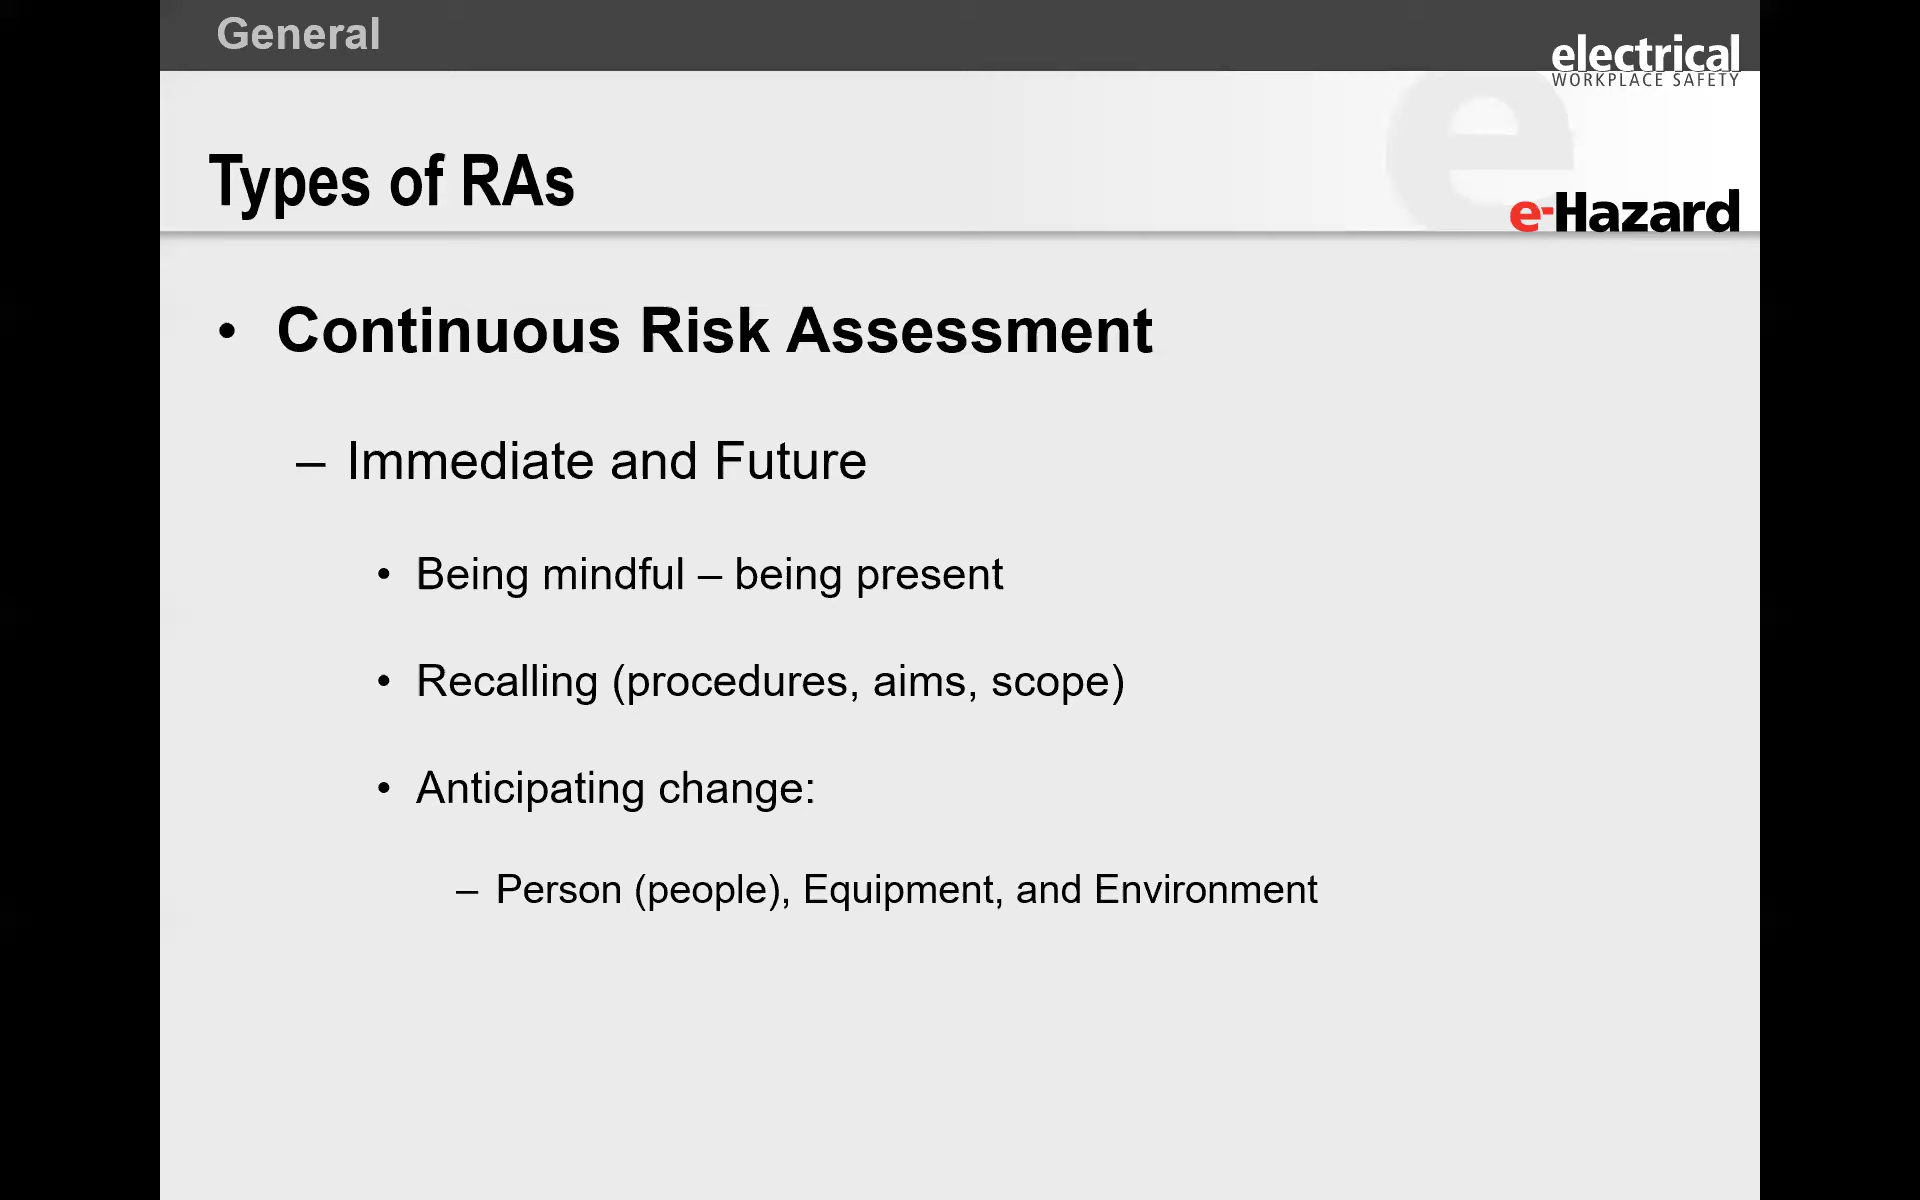 General
electrical
WORKPLACE SAFETY
Types of RAs
e-Hazard
• Continuous Risk Assessment
– Immediate and Future
• Being mindful – being present
• Recalling (procedures, aims, scope)
• Anticipating change:
– Person (people), Equipment, and Environment